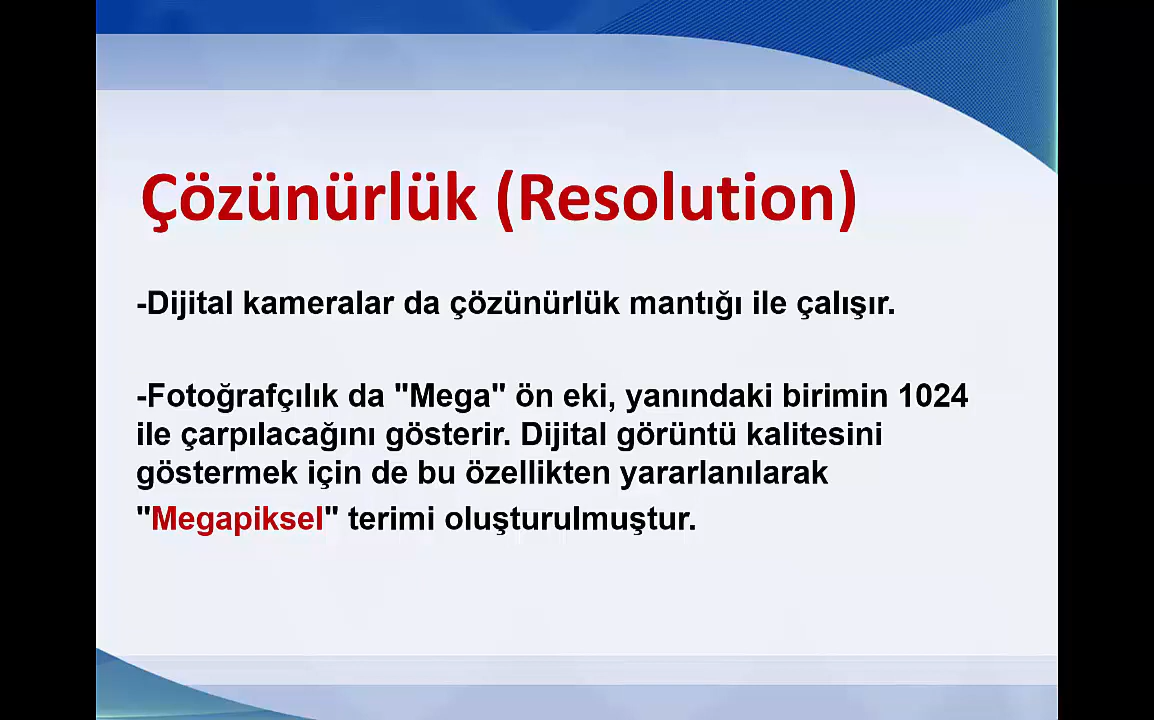 Çözünürlük (Resolution)
-Dijital kameralar da çözünürlük mantığı ile çalışır.
-Fotoğrafçılık da "Mega" ön eki, yanındaki birimin 1024
ile çarpılacağını gösterir. Dijital görüntü kalitesini
göstermek için de bu özellikten yararlanılarak
"Megapiksel" terimi oluşturulmuştur.